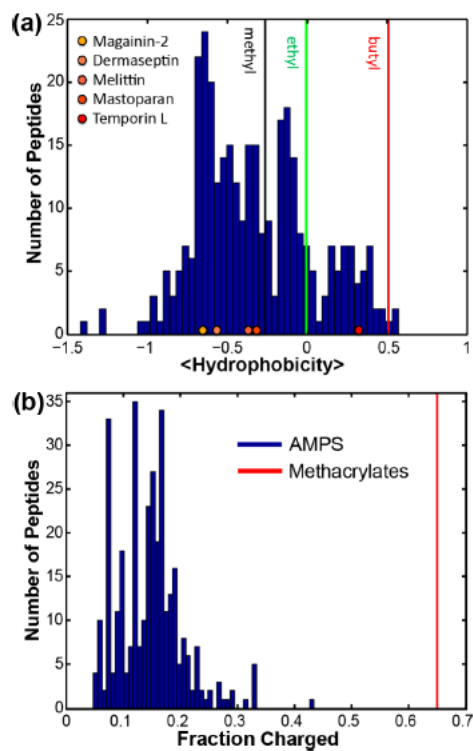 (a)
Magainin-2
Dermaseptin
Melittin
Mastoparan
Temporin L
methyl
ethyl
butyl
Number of Peptides
25
20
15
10
5
0
−1.5
−1
−0.5
0
0.5
1
<Hydrophobicity>
(b)
AMPS
Methacrylates
Number of Peptides
35
30
25
20
15
10
5
0
0
0.1
0.2
0.3
0.4
0.5
0.6
0.7
Fraction Charged